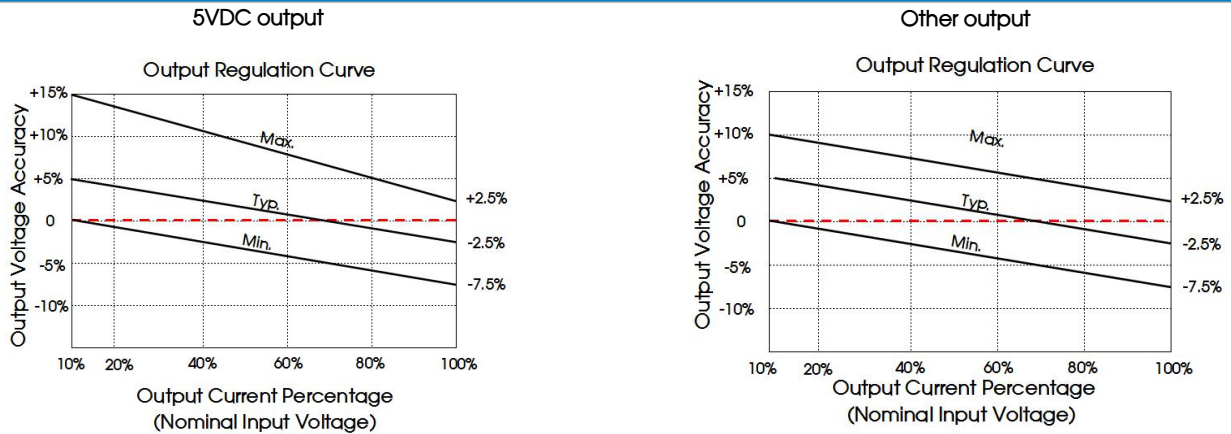 5VDC output
Output Regulation Curve
Output Voltage Accuracy
+15%
+10%
+5%
0
-5%
-10%
Max.
Typ.
Min.
+2.5%
-2.5%
-7.5%
10% 20% 40% 60% 80% 100%
Output Current Percentage
(Nominal Input Voltage)
Other output
Output Regulation Curve
Output Voltage Accuracy
+15%
+10%
+5%
0
-5%
-10%
Max.
Typ.
Min.
+2.5%
-2.5%
-7.5%
10% 20% 40% 60% 80% 100%
Output Current Percentage
(Nominal Input Voltage)